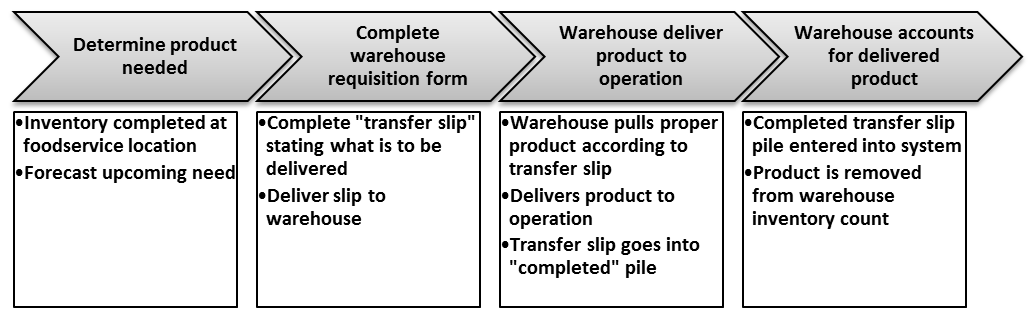 Determine product
needed
Complete
warehouse
requisition form
Warehouse deliver
product to
operation
Warehouse accounts
for delivered
product
•Inventory completed at
foodservice location
•Forecast upcoming need
•Complete "transfer slip"
stating what is to be
delivered
•Deliver slip to
warehouse
•Warehouse pulls proper
product according to
transfer slip
•Delivers product to
operation
•Transfer slip goes into
"completed" pile
•Completed transfer slip
pile entered into system
•Product is removed
from warehouse
inventory count